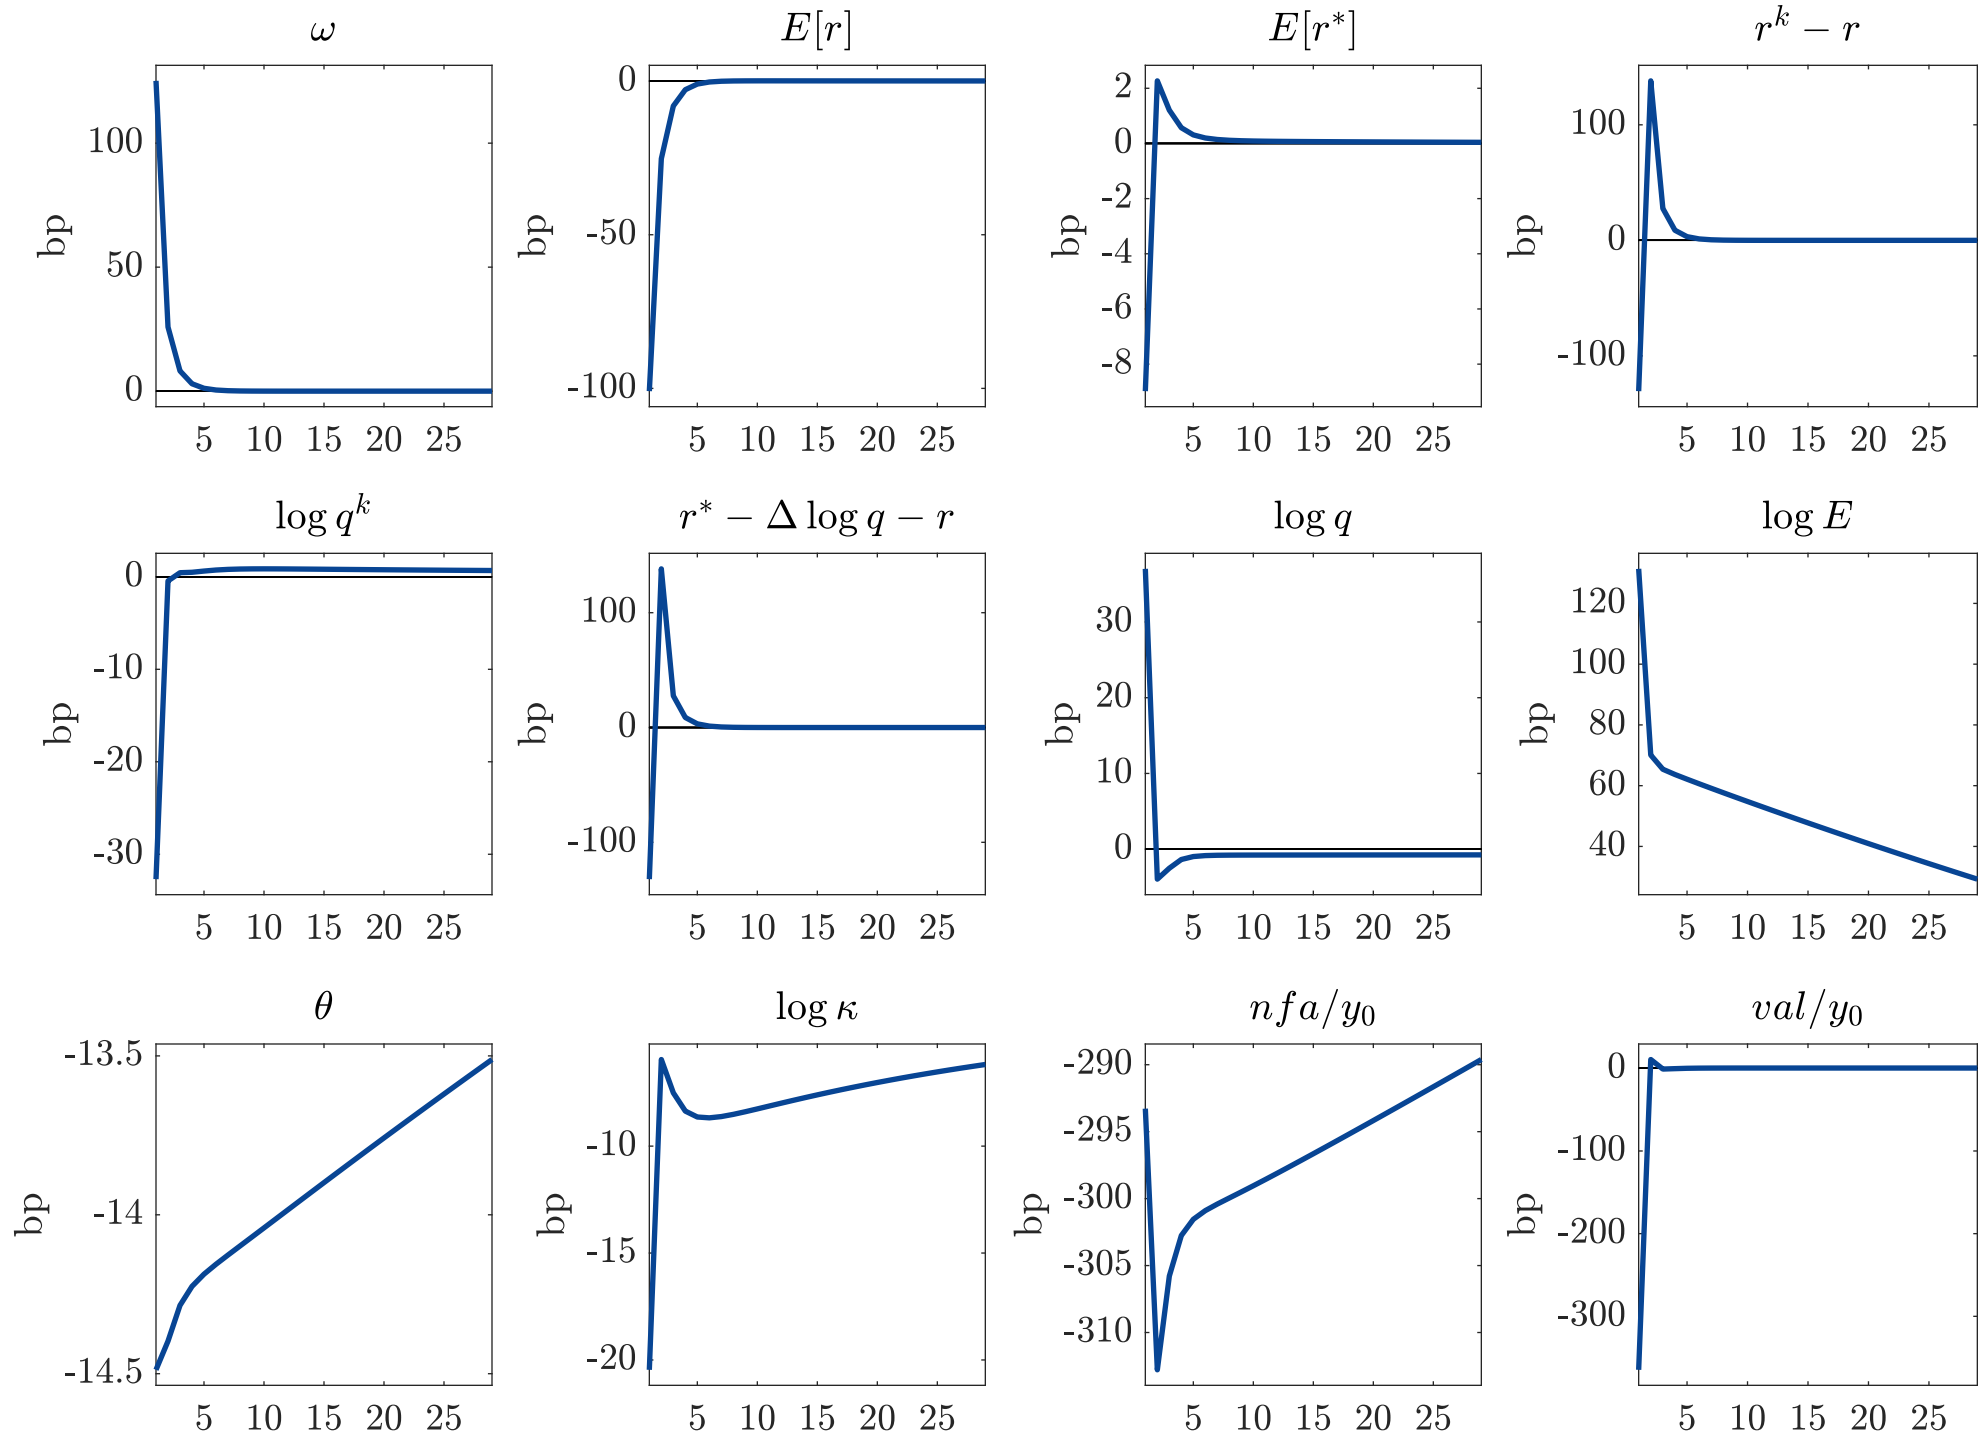 ω E[r] E[r*] r^k − r
bp 100 50 0
5 10 15 20 25
bp 0 -50 -100
5 10 15 20 25
bp 2 0 -2 -4 -6 -8
5 10 15 20 25
bp 100 0 -100
5 10 15 20 25
log q^k r* − Δ log q − r log q log E
bp 0 -10 -20 -30
5 10 15 20 25
bp 100 0 -100
5 10 15 20 25
bp 30 20 10 0
5 10 15 20 25
bp 120 100 80 60 40
5 10 15 20 25
θ log κ nfa/y₀ val/y₀
bp -13.5 -14 -14.5
5 10 15 20 25
bp -10 -15 -20
5 10 15 20 25
bp -290 -295 -300 -305 -310
5 10 15 20 25
bp 0 -100 -200 -300
5 10 15 20 25